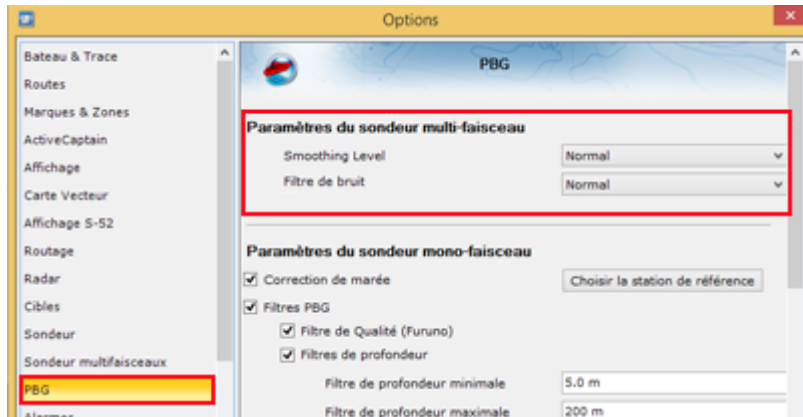 Options
x
Bateau & Trace
Routes
Marques & Zones
ActiveCaptain
Affichage
Carte Vecteur
Affichage S-52
Routage
Radar
Cibles
Sondeur
Sondeur multifaisceaux
PBG
Alarmes
PBG
Paramètres du sondeur multi-faisceau
Smoothing Level Normal
Filtre de bruit Normal
Paramètres du sondeur mono-faisceau
Correction de marée Choisir la station de référence
Filtres PBG
Filtre de Qualité (Furuno)
Filtres de profondeur
Filtre de profondeur minimale 5.0 m
Filtre de profondeur maximale 200 m